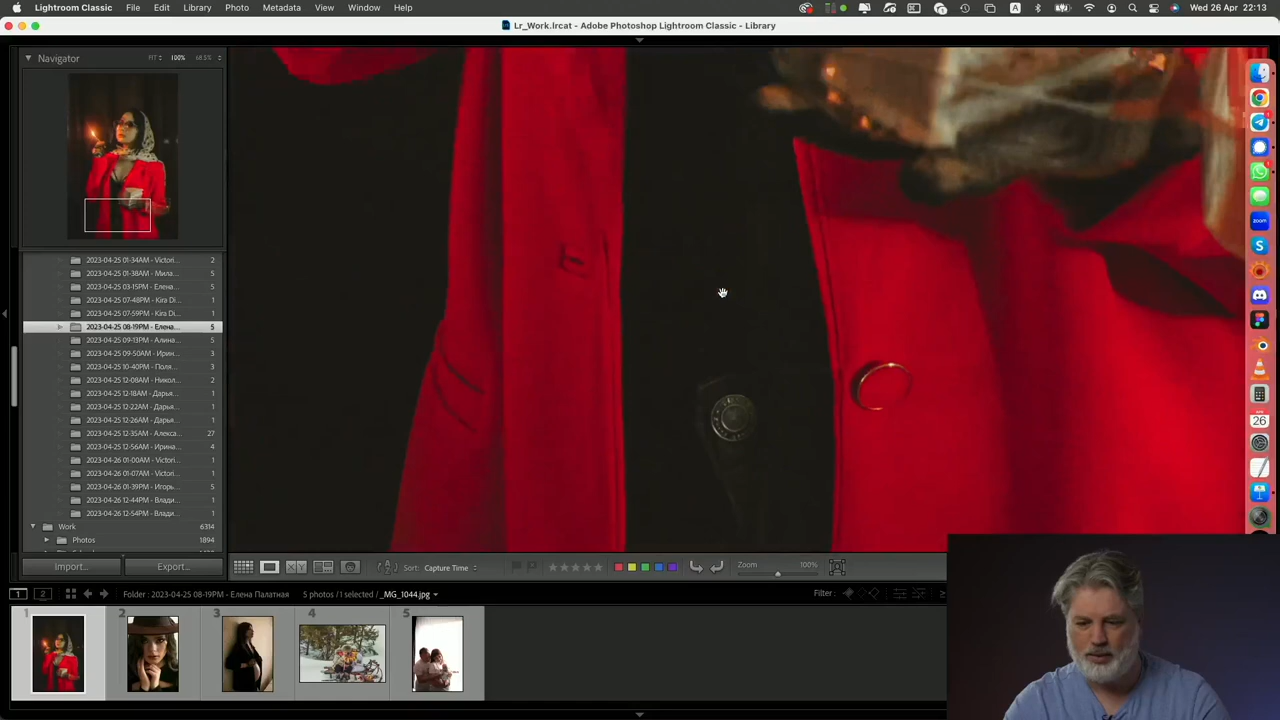 Lightroom Classic File Edit Library Photo Metadata View Window Help A Wed 26 Apr 22:13
Lr_Work.lrcat - Adobe Photoshop Lightroom Classic - Library
Navigator FIT 100%
2023-04-25 01-34AM - Victori... 2
2023-04-25 01-38AM - Мила... 5
2023-04-25 03-15PM - Елена... 5
2023-04-25 07-48PM - Kira Di... 1
2023-04-25 07-59PM - Kira Di... 1
2023-04-25 08-19PM - Елена... 5
2023-04-25 09-13PM - Алина... 5
2023-04-25 09-50AM - Ирин... 3
2023-04-25 10-40PM - Поля... 3
2023-04-25 12-08AM - Никол... 2
2023-04-25 12-18AM - Дарья... 1
2023-04-25 12-22AM - Дарья... 1
2023-04-25 12-26AM - Дарья... 1
2023-04-25 12-35AM - Алекса... 27
2023-04-25 12-56AM - Ирина... 4
2023-04-26 01-00AM - Victori... 1
2023-04-26 01-07AM - Victori... 1
2023-04-26 01-39PM - Игорь... 5
2023-04-26 12-44PM - Влади... 1
2023-04-26 12-54PM - Влади... 1
Work 6314
Photos 1894
Import... Export... XY Sort: Capture Time Zoom 100%
1 2 Folder : 2023-04-25 08-19PM - Елена Палатная 5 photos / 1 selected / _MG_1044.jpg Filter :
1 2 3 4 5
zoom
26